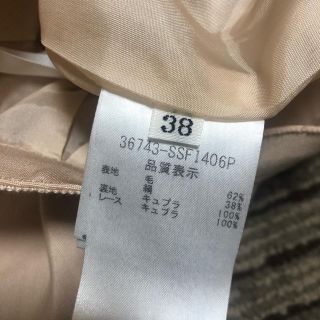 38
36743-SSF1406P
品質表示
表地 毛 62%
絹 38%
裏地 キュプラ 100%
レース キュプラ 100%